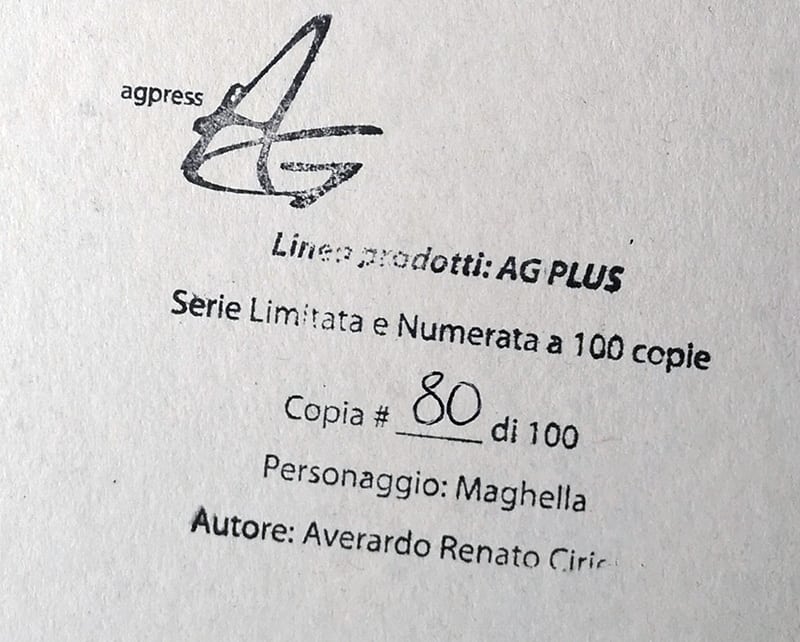 agpress
AG
Linea prodotti: AG PLUS
Serie Limitata e Numerata a 100 copie
Copia # 80 di 100
Personaggio: Maghella
Autore: Averardo Renato